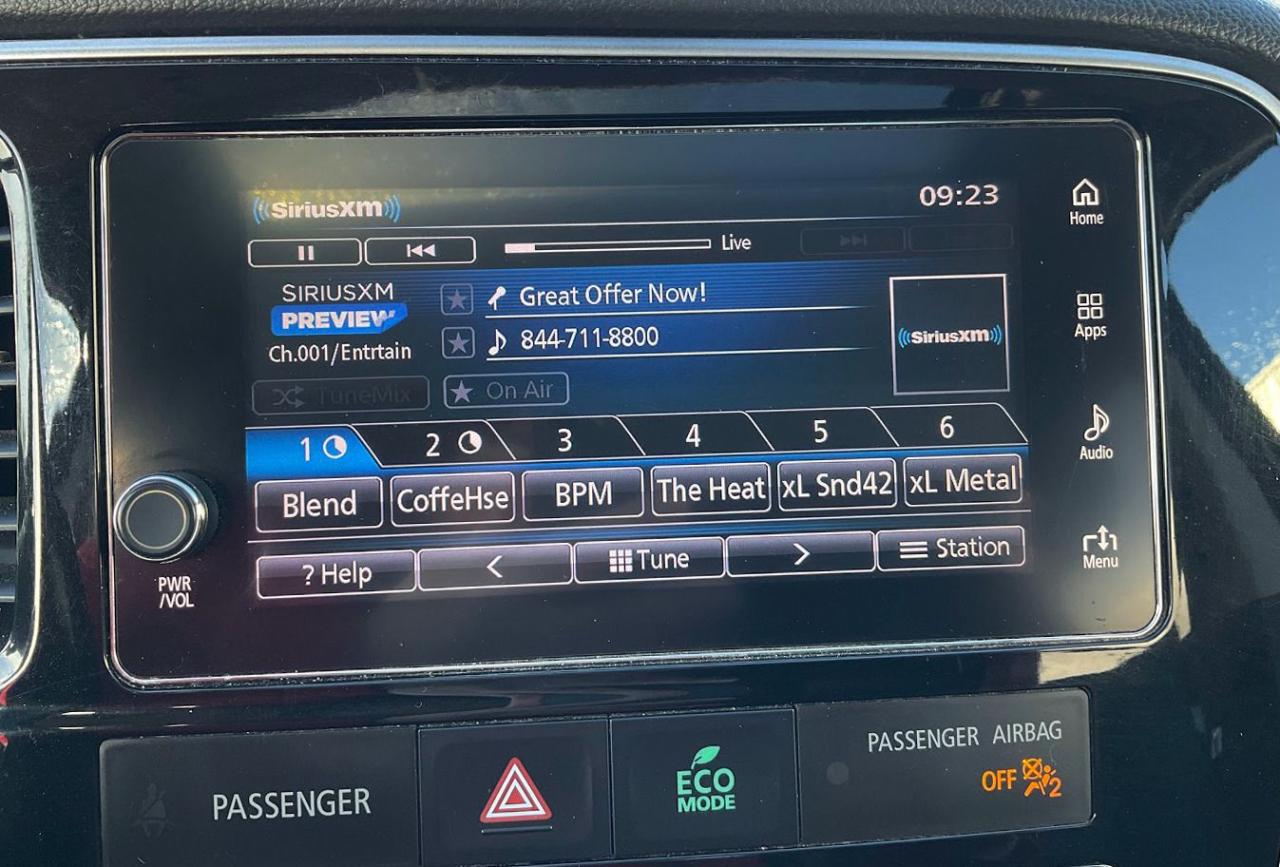 SiriusXM
09:23
Live
SIRIUSXM
PREVIEW
Ch.001/Entrtain
Great Offer Now!
844-711-8800
SiriusXM
TuneMix
On Air
1
2
3
4
5
6
Blend
CoffeHse
BPM
The Heat
xL Snd42
xL Metal
? Help
<
Tune
>
Station
Home
Apps
Audio
Menu
PWR
/VOL
PASSENGER
ECO
MODE
PASSENGER AIRBAG
OFF
2